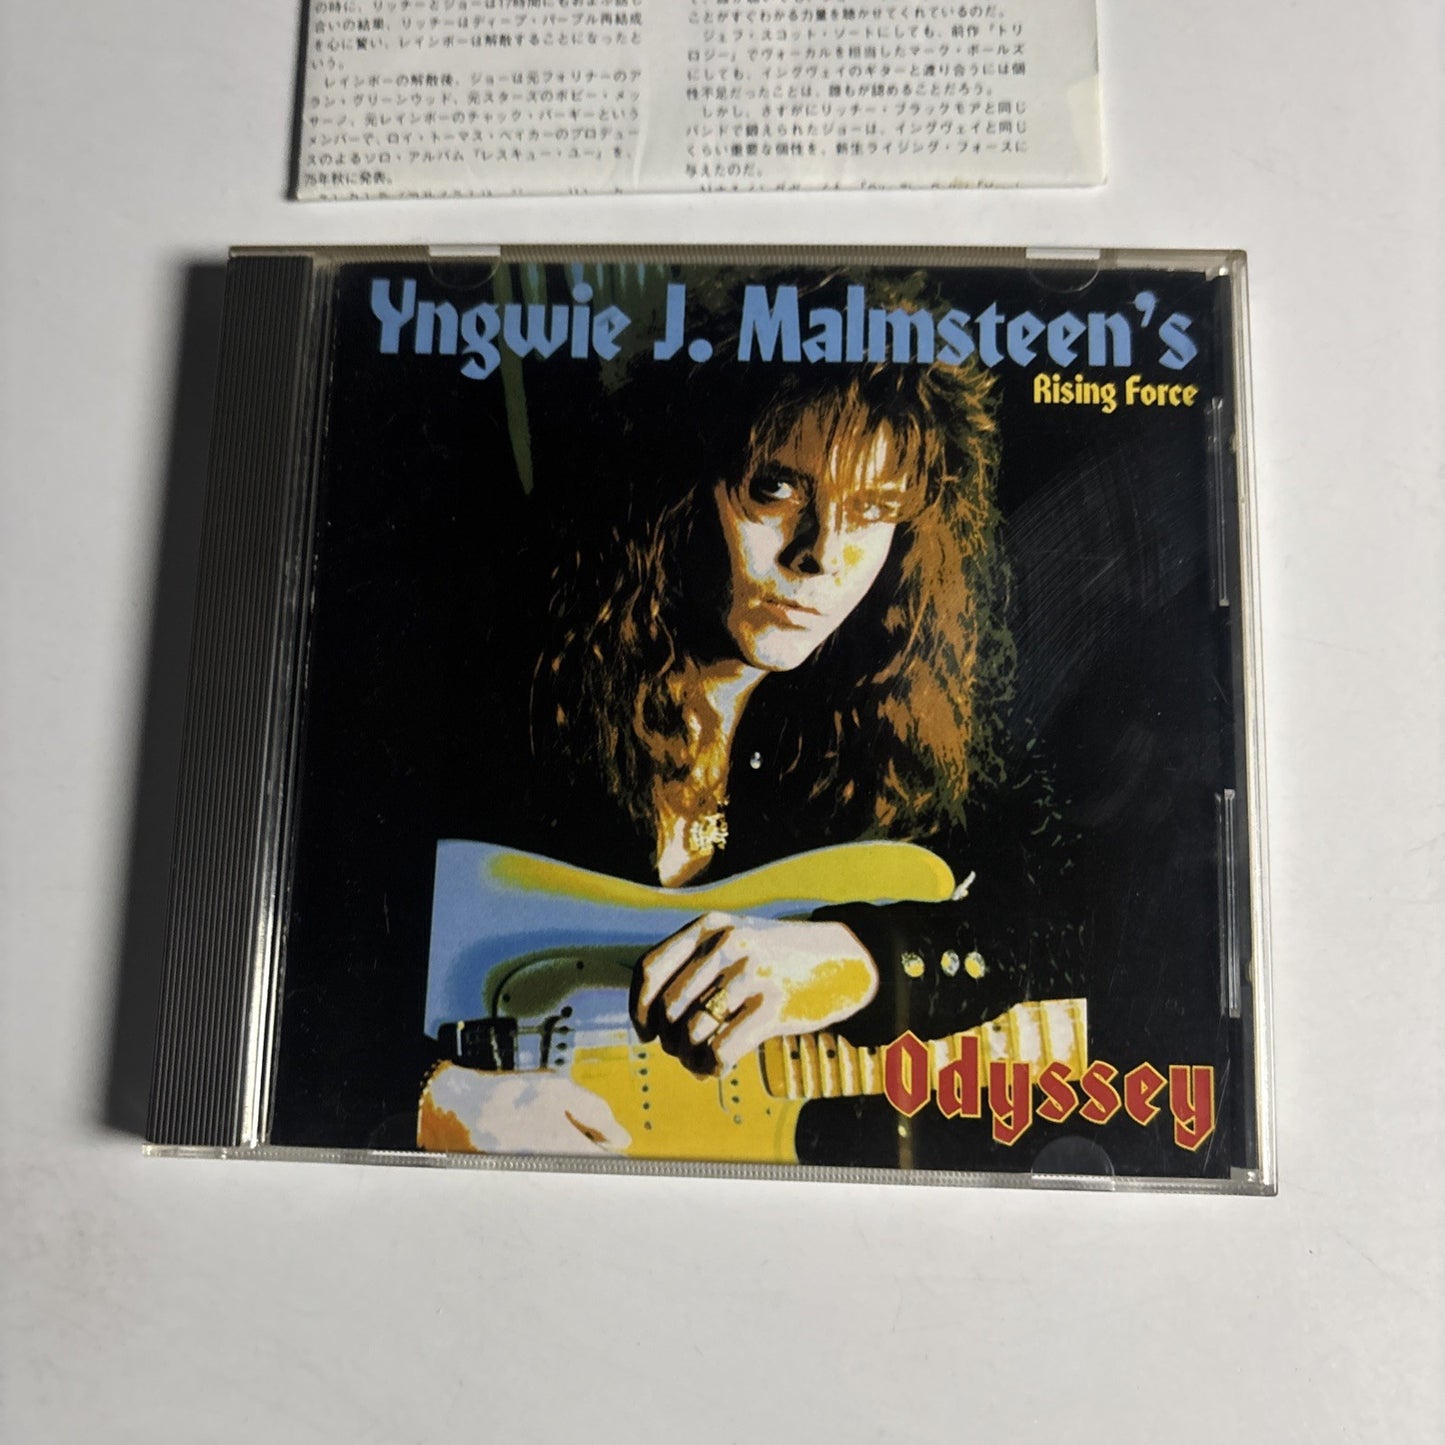 の時に、リッチーとジョーは17時間にもおよぶ話し
合いの結果、リッチーはディープ・パープル再結成
を心に誓い、レインボーは解散することになったと
いう。
レインボーの解散後、ジョーは元フォリナーのア
ラン・グリーンウッド、元スターズのボビー・メッ
サーノ、元レインボーのチャック・バーギーという
メンバーで、ロイ・トーマス・ベイカーのプロデュー
スのよるソロ・アルバム「レスキュー・ユー」を、
75年秋に発表。
ことがすぐわかる力量を聴かせてくれているのだ。
ジェフ・スコット・ソートにしても、前作「トリ
ロジー」でヴォーカルを担当したマーク・ボールズ
にしても、イングヴェイのギターと渡り合うには個
性不足だったことは、誰もが認めることだろう。
しかし、さすがにリッチー・ブラックモアと同じ
バンドで鍛えられたジョーは、イングヴェイと同じ
くらい重要な個性を、新生ライジング・フォースに
与えたのだ。
Yngwie J. Malmsteen's
Rising Force
Odyssey